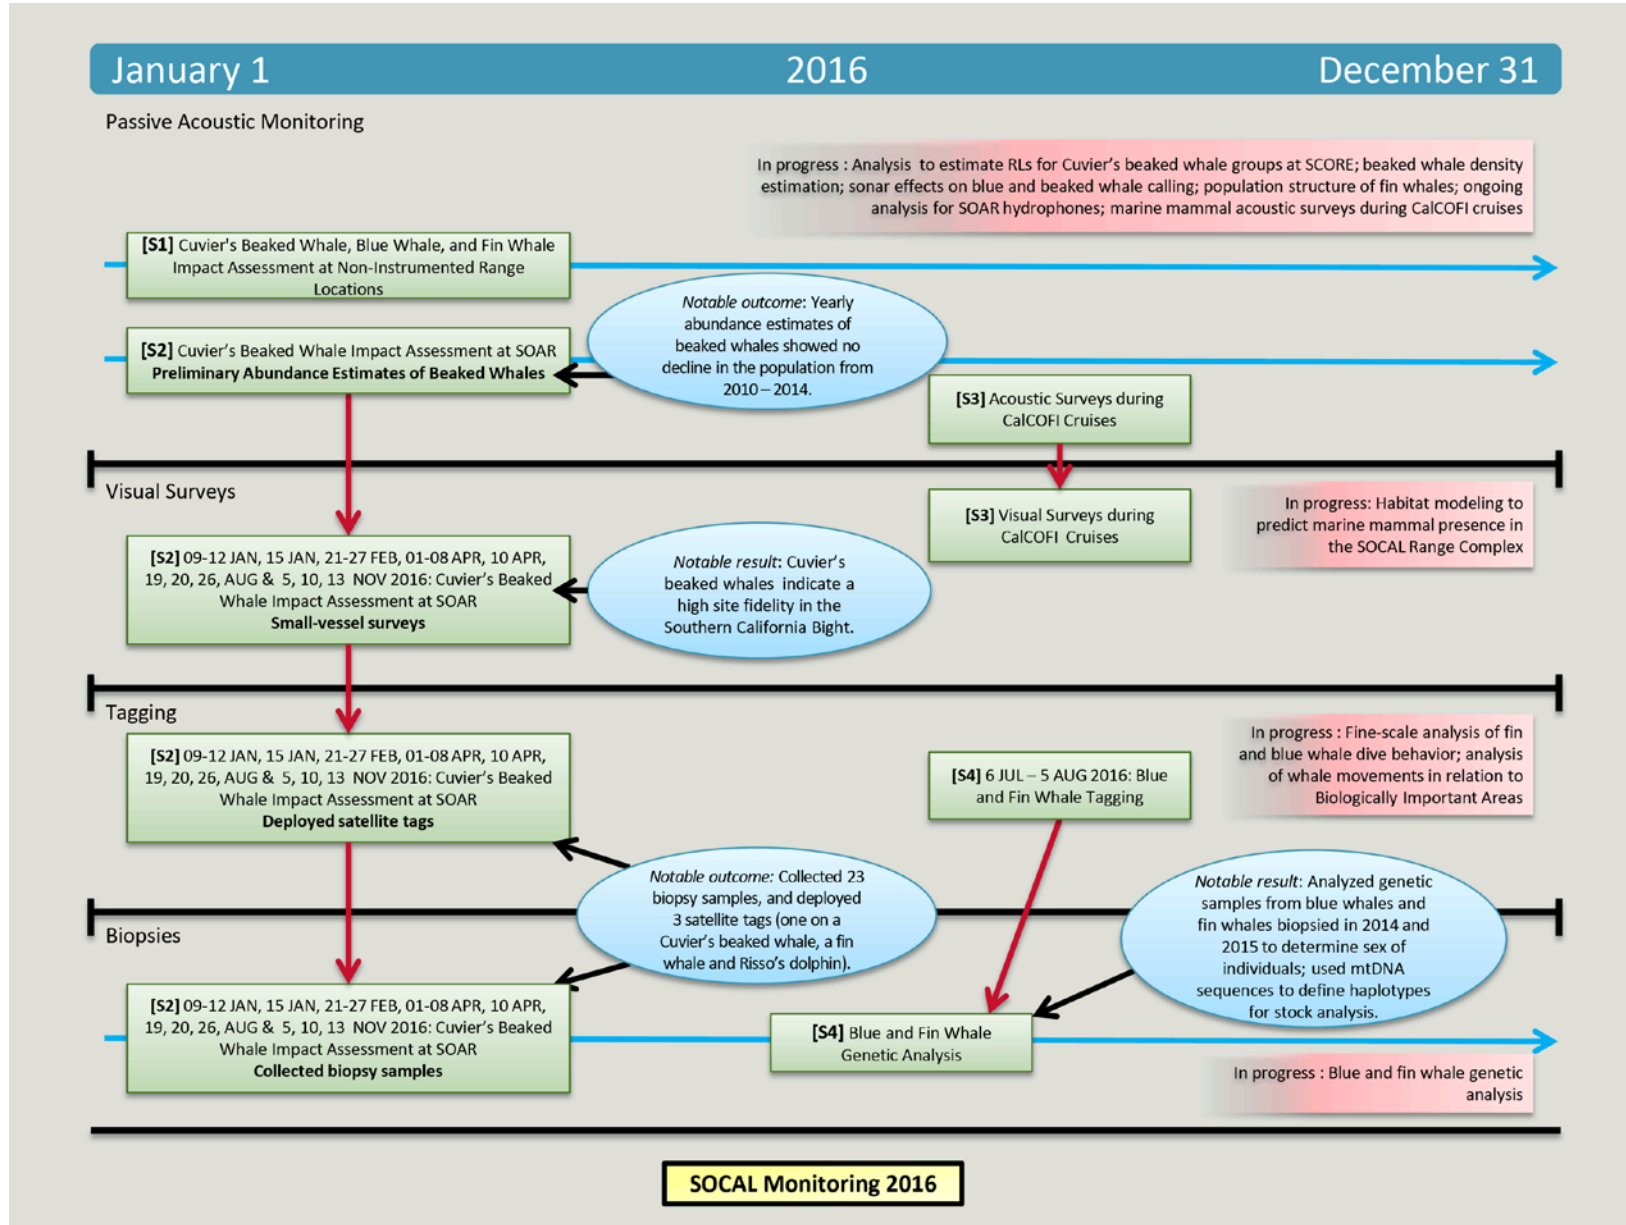 January 1
2016
December 31
Passive Acoustic Monitoring
In progress : Analysis to estimate RLs for Cuvier's beaked whale groups at SCORE; beaked whale density
estimation; sonar effects on blue and beaked whale calling; population structure of fin whales; ongoing
analysis for SOAR hydrophones; marine mammal acoustic surveys during CalCOFI cruises
[S1] Cuvier's Beaked Whale, Blue Whale, and Fin Whale
Impact Assessment at Non-Instrumented Range
Locations
Notable outcome: Yearly
abundance estimates of
beaked whales showed no
decline in the population from
2010 – 2014.
[S2] Cuvier's Beaked Whale Impact Assessment at SOAR
Preliminary Abundance Estimates of Beaked Whales
[S3] Acoustic Surveys during
CalCOFI Cruises
Visual Surveys
[S3] Visual Surveys during
CalCOFI Cruises
In progress: Habitat modeling to
predict marine mammal presence in
the SOCAL Range Complex
[S2] 09-12 JAN, 15 JAN, 21-27 FEB, 01-08 APR, 10 APR,
19, 20, 26, AUG & 5, 10, 13 NOV 2016: Cuvier's Beaked
Whale Impact Assessment at SOAR
Small-vessel surveys
Notable result: Cuvier's
beaked whales indicate a
high site fidelity in the
Southern California Bight.
Tagging
[S2] 09-12 JAN, 15 JAN, 21-27 FEB, 01-08 APR, 10 APR,
19, 20, 26, AUG & 5, 10, 13 NOV 2016: Cuvier's Beaked
Whale Impact Assessment at SOAR
Deployed satellite tags
[S4] 6 JUL – 5 AUG 2016: Blue
and Fin Whale Tagging
In progress : Fine-scale analysis of fin
and blue whale dive behavior; analysis
of whale movements in relation to
Biologically Important Areas
Notable outcome: Collected 23
biopsy samples, and deployed
3 satellite tags (one on a
Cuvier's beaked whale, a fin
whale and Risso's dolphin).
Notable result: Analyzed genetic
samples from blue whales and
fin whales biopsied in 2014 and
2015 to determine sex of
individuals; used mtDNA
sequences to define haplotypes
for stock analysis.
Biopsies
[S2] 09-12 JAN, 15 JAN, 21-27 FEB, 01-08 APR, 10 APR,
19, 20, 26, AUG & 5, 10, 13 NOV 2016: Cuvier's Beaked
Whale Impact Assessment at SOAR
Collected biopsy samples
[S4] Blue and Fin Whale
Genetic Analysis
In progress : Blue and fin whale genetic
analysis
SOCAL Monitoring 2016